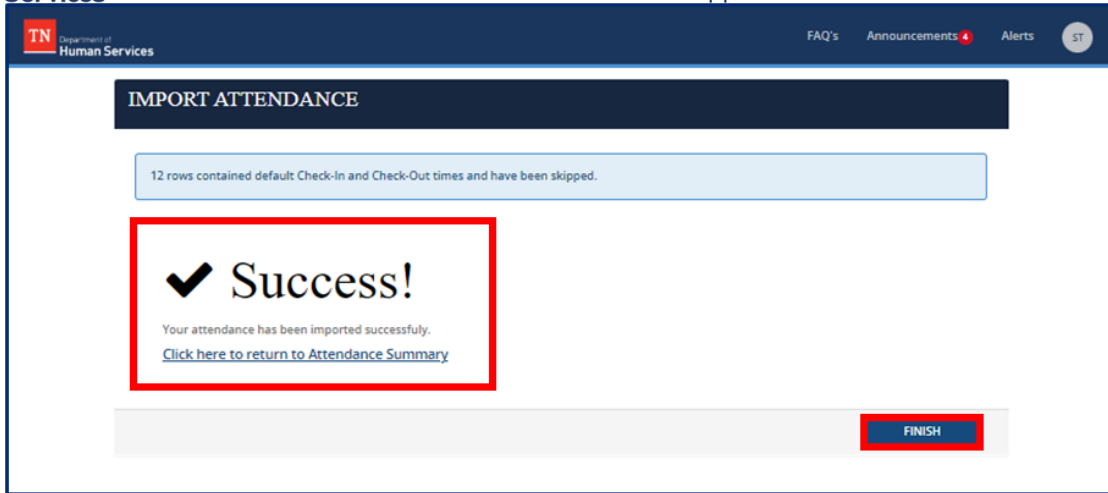 Services
TN Department of
Human Services
FAQ's Announcements 4 Alerts ST
IMPORT ATTENDANCE
12 rows contained default Check-In and Check-Out times and have been skipped.
✔ Success!
Your attendance has been imported successfuly.
Click here to return to Attendance Summary
FINISH